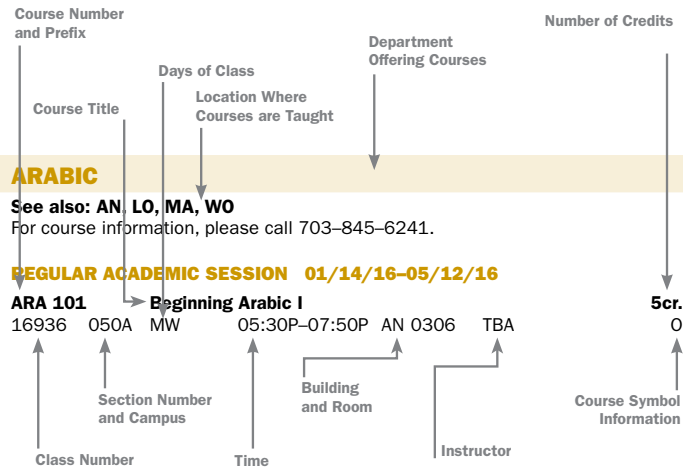 Course Number
and Prefix
Number of Credits
Department
Offering Courses
Days of Class
Location Where
Courses are Taught
Course Title
ARABIC
See also: AN, LO, MA, WO
For course information, please call 703–845–6241.
REGULAR ACADEMIC SESSION 01/14/16–05/12/16
ARA 101 Beginning Arabic I 5cr.
16936 050A MW 05:30P–07:50P AN 0306 TBA O
Section Number
and Campus
Building
and Room
Course Symbol
Information
Class Number
Time
Instructor